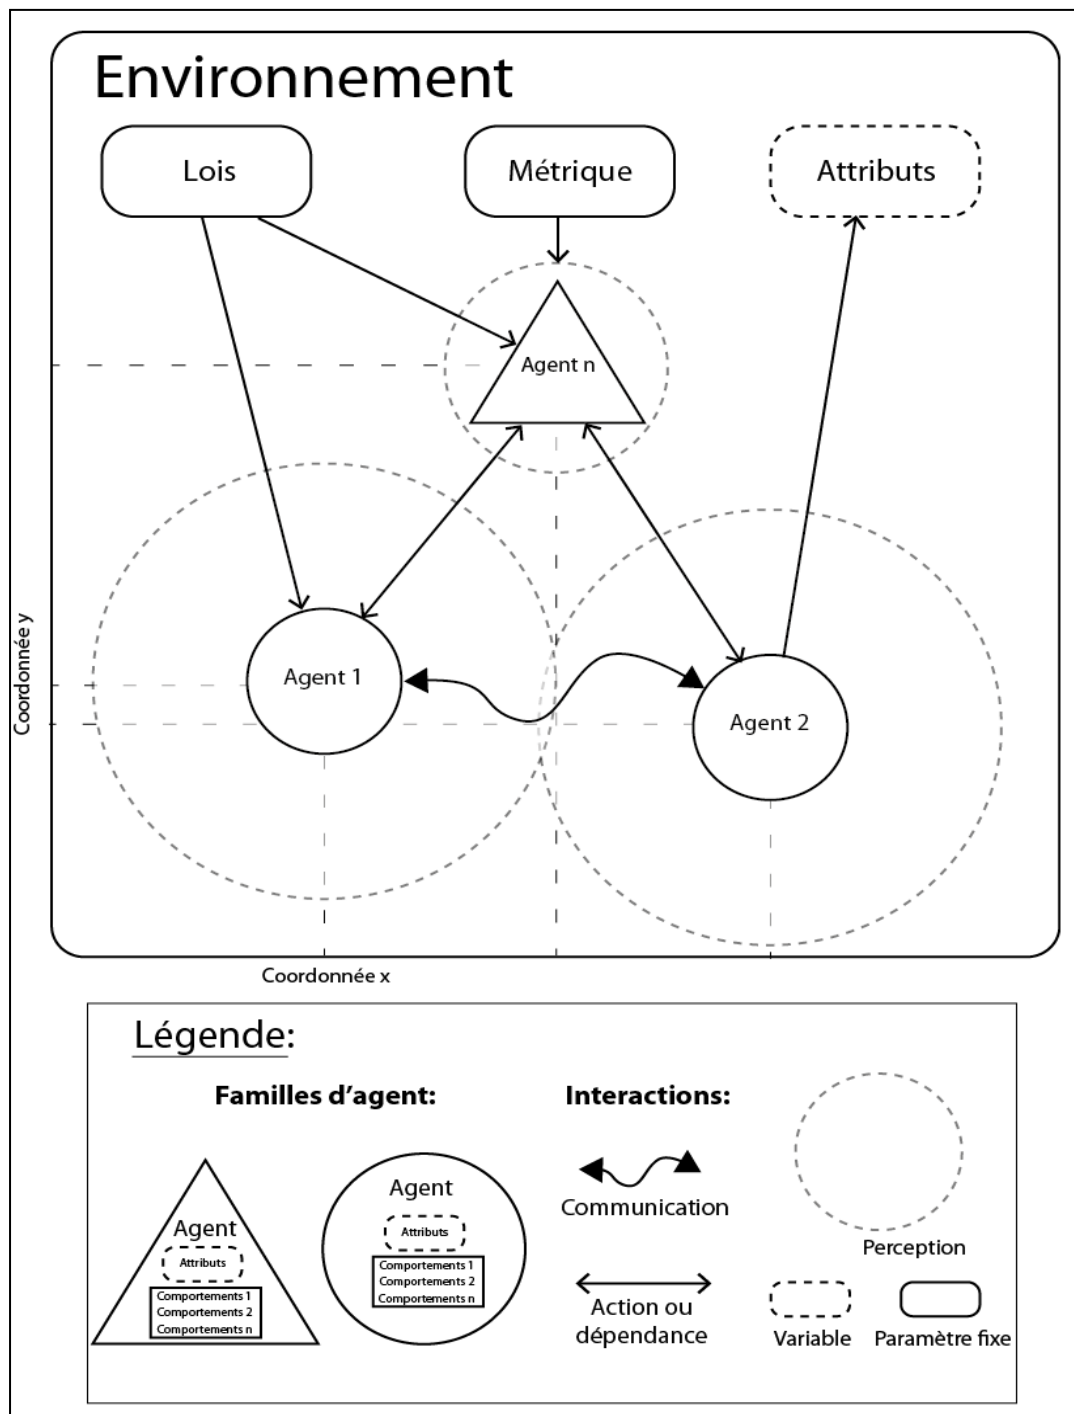 Environnement
Lois
Métrique
Attributs
Agent n
Agent 1
Agent 2
Coordonnée y
Coordonnée x
Légende:
Familles d'agent:
Interactions:
Agent
Attributs
Comportements 1
Comportements 2
Comportements n
Agent
Attributs
Comportements 1
Comportements 2
Comportements n
Communication
Action ou
dépendance
Perception
Variable
Paramètre fixe